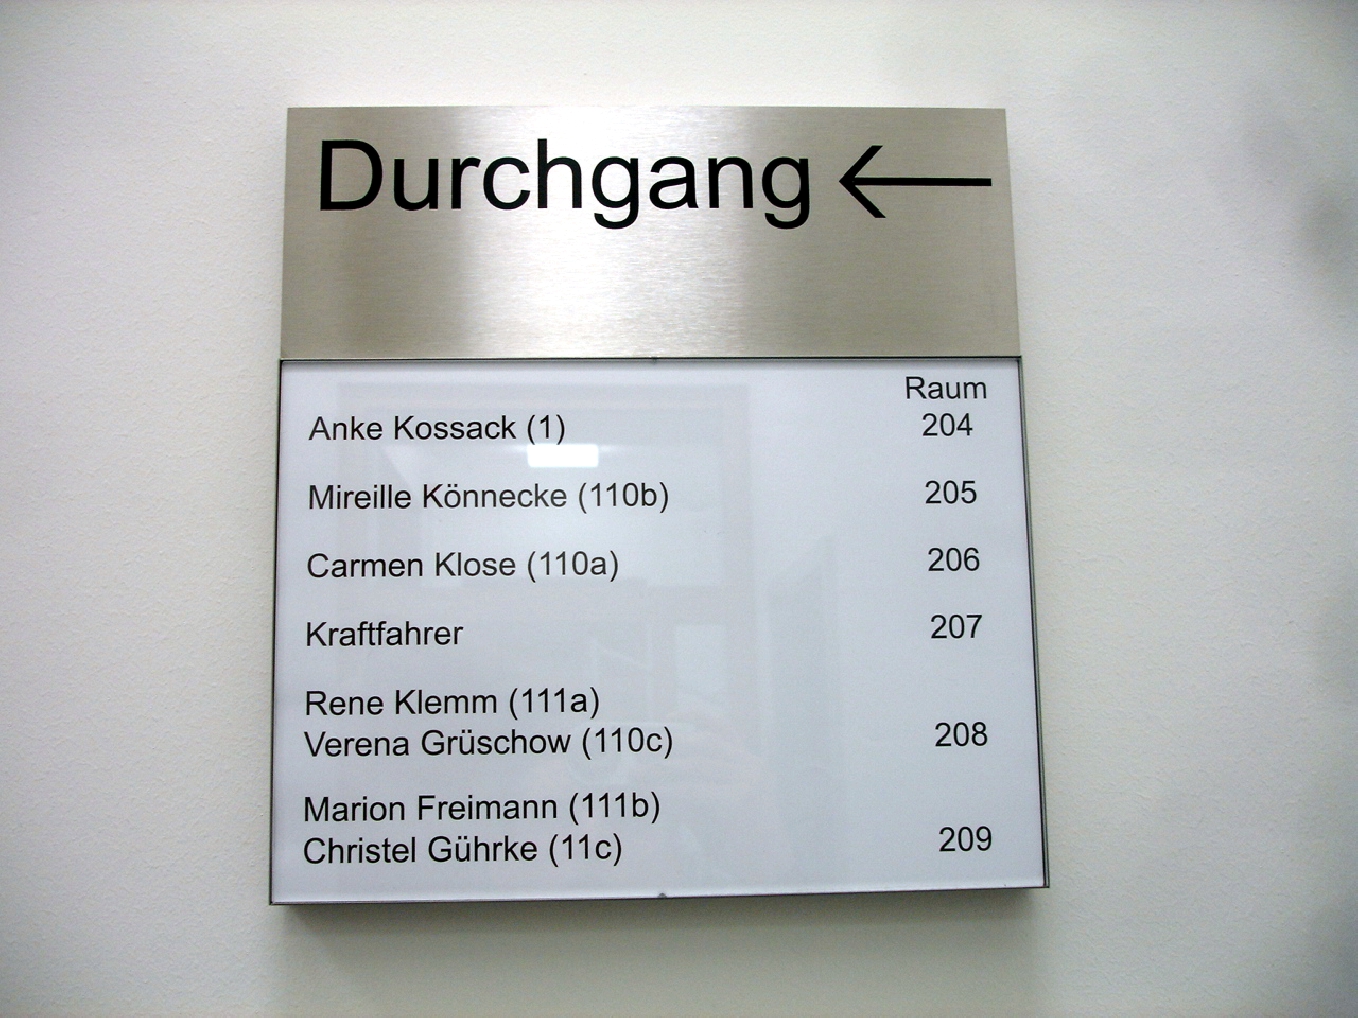 Durchgang ←
Raum
Anke Kossack (1) 204
Mireille Könnecke (110b) 205
Carmen Klose (110a) 206
Kraftfahrer 207
Rene Klemm (111a)
Verena Grüschow (110c) 208
Marion Freimann (111b)
Christel Gührke (11c) 209